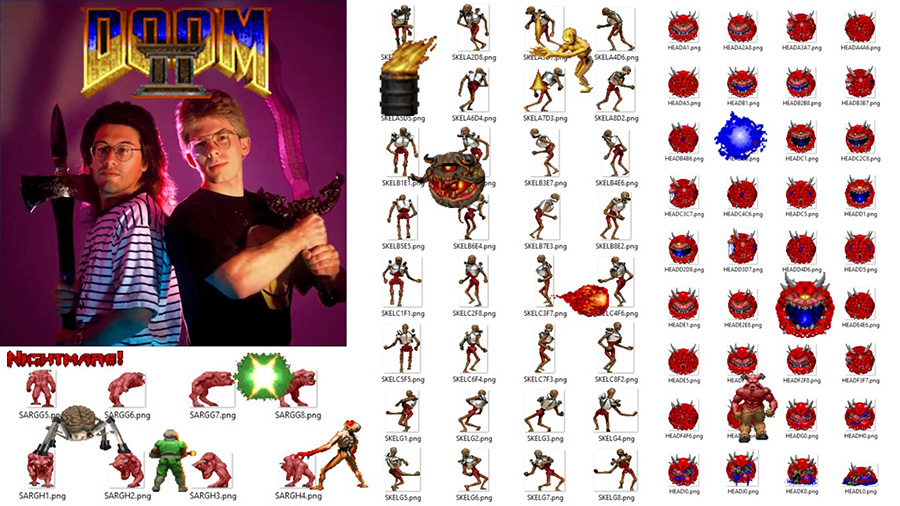 DOOM II
NIGHTMARE!
SARGG5.png SARGG6.png SARGG7.png SARGG8.png
SARGH1.png SARGH2.png SARGH3.png SARGH4.png
SKELA2D8.png SKELA4D6.png
SKELA5D5.png SKELA6D4.png SKELA7D3.png SKELA8D2.png
SKELB1E1 SKELB3E7.png SKELB4E6.png
SKELB5E5.png SKELB6E4.png SKELB7E3.png SKELB8E2.png
SKELC1F1.png SKELC2F8.png SKELC3F7 ELC4F6.png
SKELC5F5.png SKELC6F4.png SKELC7F3.png SKELC8F2.png
SKELG1.png SKELG2.png SKELG3.png SKELG4.png
SKELG5.png SKELG6.png SKELG7.png SKELG8.png
HEADA1.png HEADA2A8.png HEADA3A7.png HEADA4A6.png
HEADA5.png HEADB1.png HEADB2B8.png HEADB3B7.png
HEADB4B6.png HEADC1.png HEADC2C8.png
HEADC3C7.png HEADC4C6.png HEADC5.png HEADD1.png
HEADD2D8.png HEADD3D7.png HEADD4D6.png HEADD5.png
HEADE1.png HEADE2E8.png E4E6.png
HEADE5.png HEADF2F8.png HEADF3F7.png
HEADF4F6.png HEADG0.png HEADH0.png
HEADI0.png HEADJ0.png HEADK0.png HEADL0.png